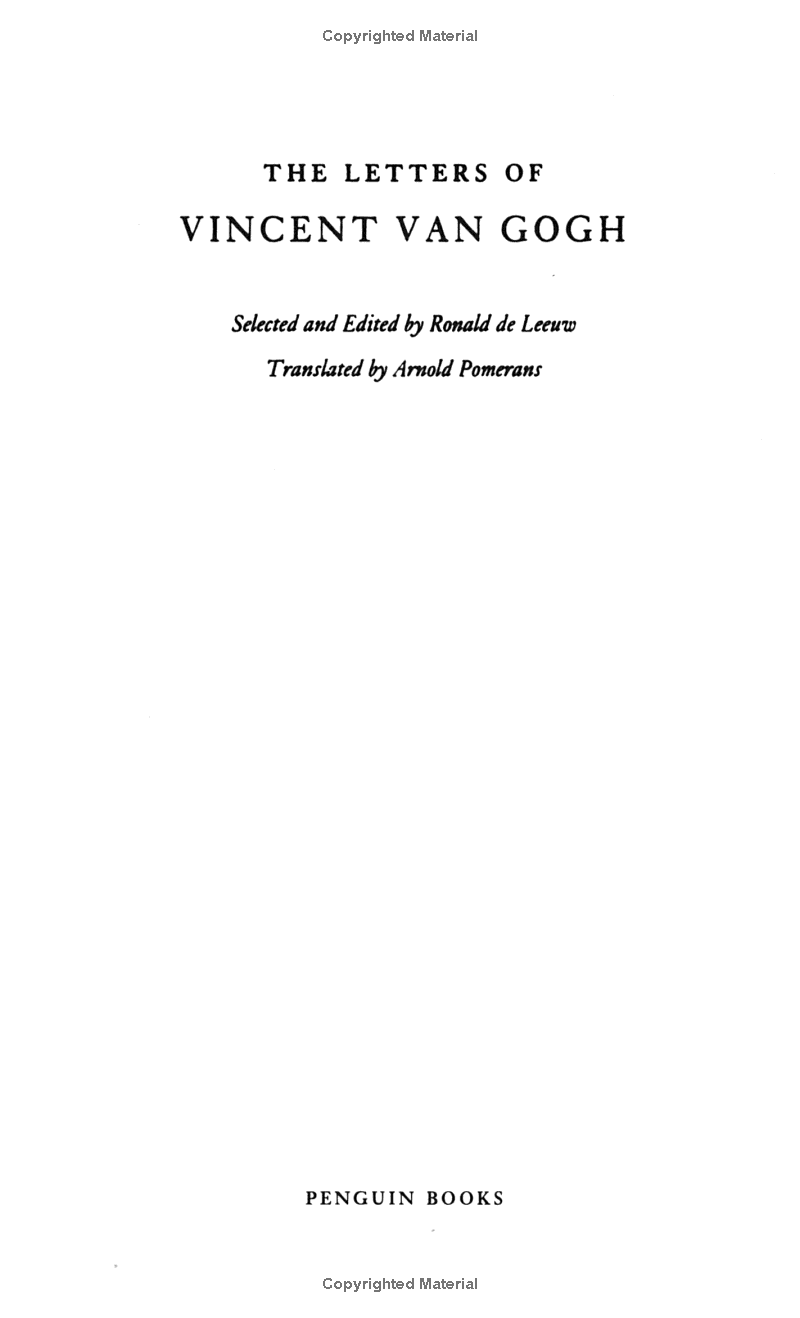 Copyrighted Material
THE LETTERS OF
VINCENT VAN GOGH
Selected and Edited by Ronald de Leeuw
Translated by Arnold Pomerans
PENGUIN BOOKS
Copyrighted Material